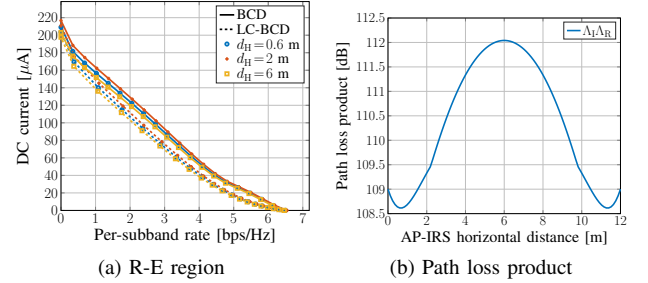 220
200
180
160
140
120
100
80
60
40
20
0
DC current [μA]
0 1 2 3 4 5 6 7
Per-subband rate [bps/Hz]
BCD
LC-BCD
d_H = 0.6 m
d_H = 2 m
d_H = 6 m
(a) R-E region
112.5
112
111.5
111
110.5
110
109.5
109
108.5
Path loss product [dB]
0 2 4 6 8 10 12
AP-IRS horizontal distance [m]
Λ_IΛ_R
(b) Path loss product